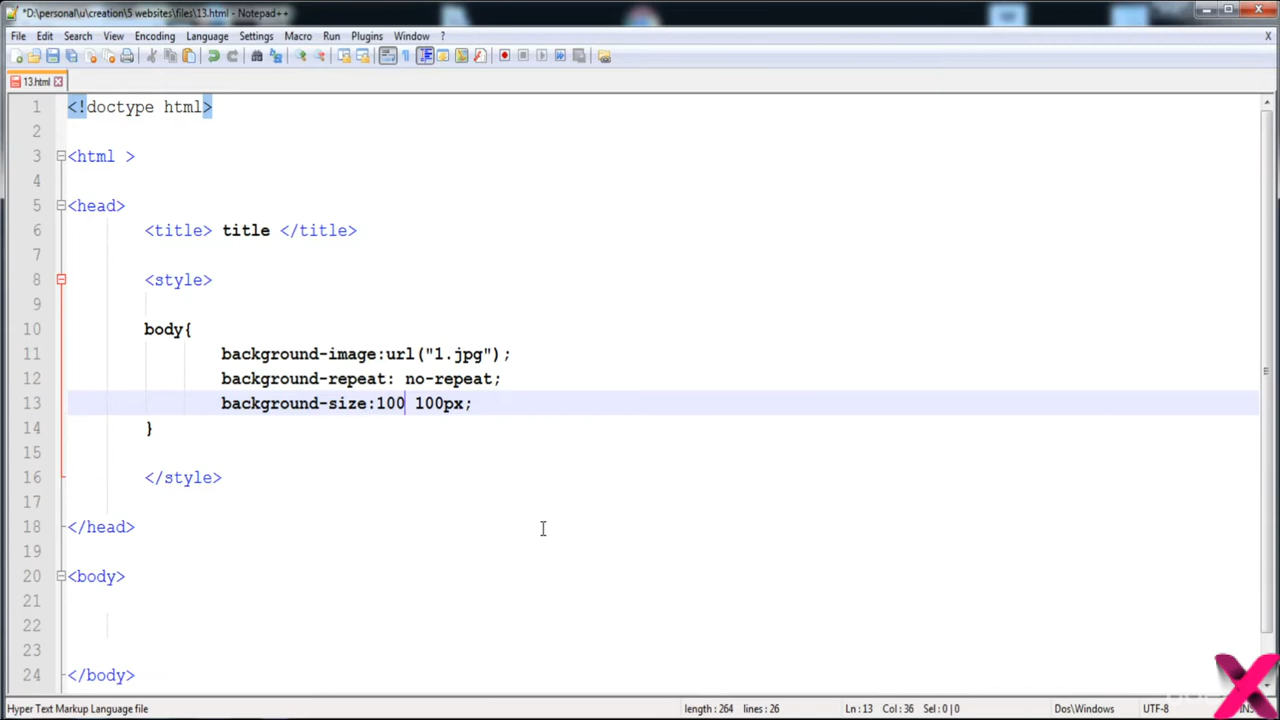 *D:\personal\u\creation\5 websites\files\13.html - Notepad++
File Edit Search View Encoding Language Settings Macro Run Plugins Window ? X
13.html
1 <!doctype html>
2
3 <html >
4
5 <head>
6 <title> title </title>
7
8 <style>
9
10 body{
11 background-image:url("1.jpg");
12 background-repeat: no-repeat;
13 background-size:100 100px;
14 }
15
16 </style>
17
18 </head>
19
20 <body>
21
22
23
24 </body>
Hyper Text Markup Language file length : 264 lines : 26 Ln : 13 Col : 36 Sel : 0 | 0 Dos\Windows UTF-8 INS